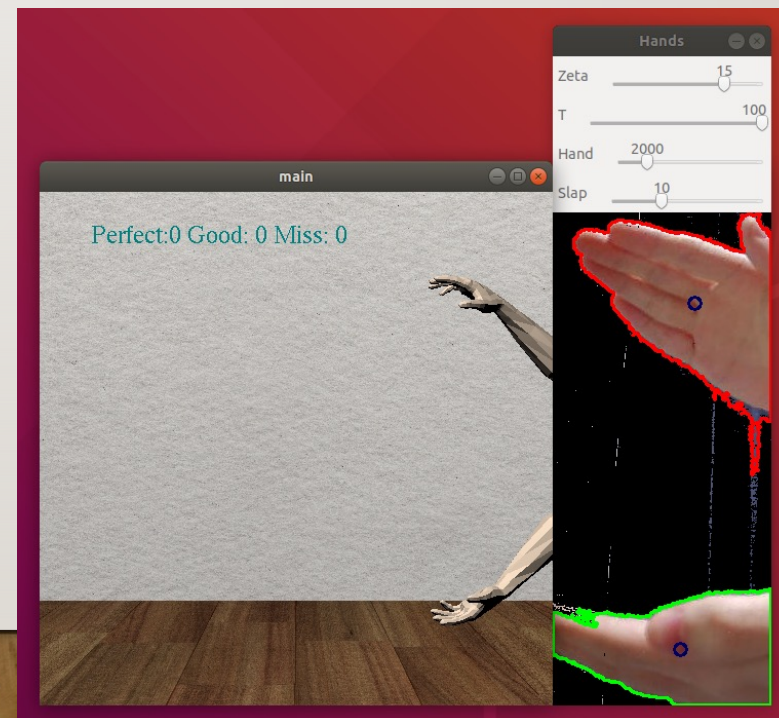 Hands
Zeta 15
T 100
Hand 2000
Slap 10
main
Perfect:0 Good: 0 Miss: 0